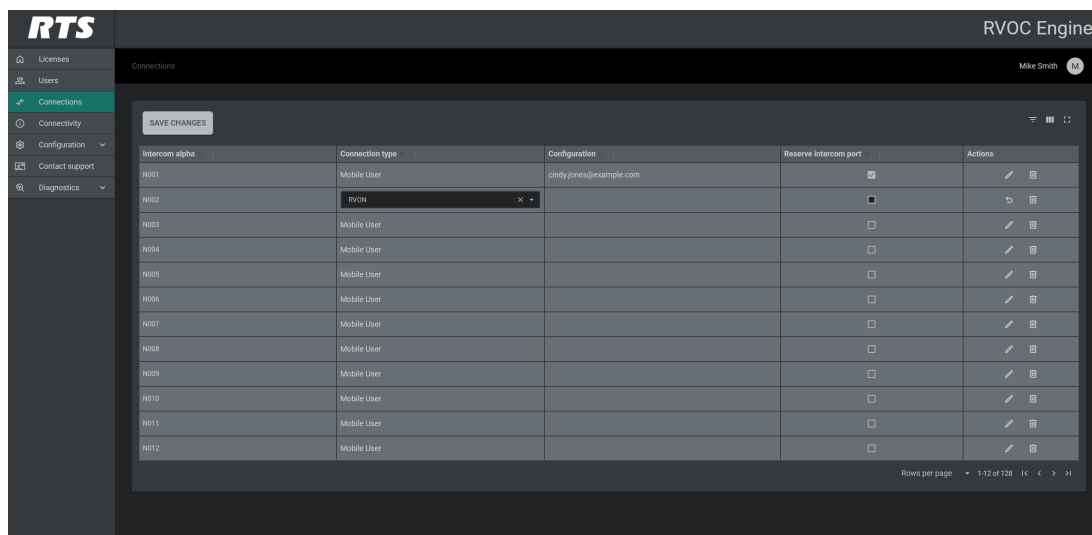 RTS
RVOC Engine
Licenses
Users
Connections
Connectivity
Configuration
Contact support
Diagnostics
Connections
Mike Smith M
SAVE CHANGES
Intercom alpha Connection type Configuration Reserve intercom port Actions
N001 Mobile User cindy.jones@example.com
N002 RVON
N003 Mobile User
N004 Mobile User
N005 Mobile User
N006 Mobile User
N007 Mobile User
N008 Mobile User
N009 Mobile User
N010 Mobile User
N011 Mobile User
N012 Mobile User
Rows per page 1-12 of 128